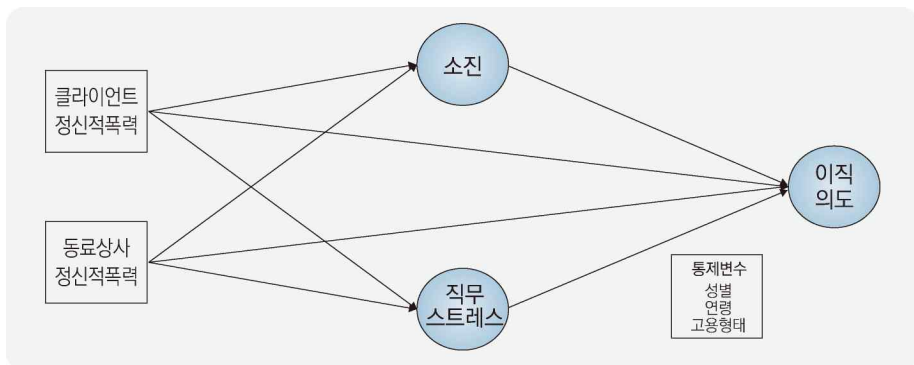 클라이언트
정신적폭력
동료상사
정신적폭력
소진
직무
스트레스
이직
의도
통제변수
성별
연령
고용형태